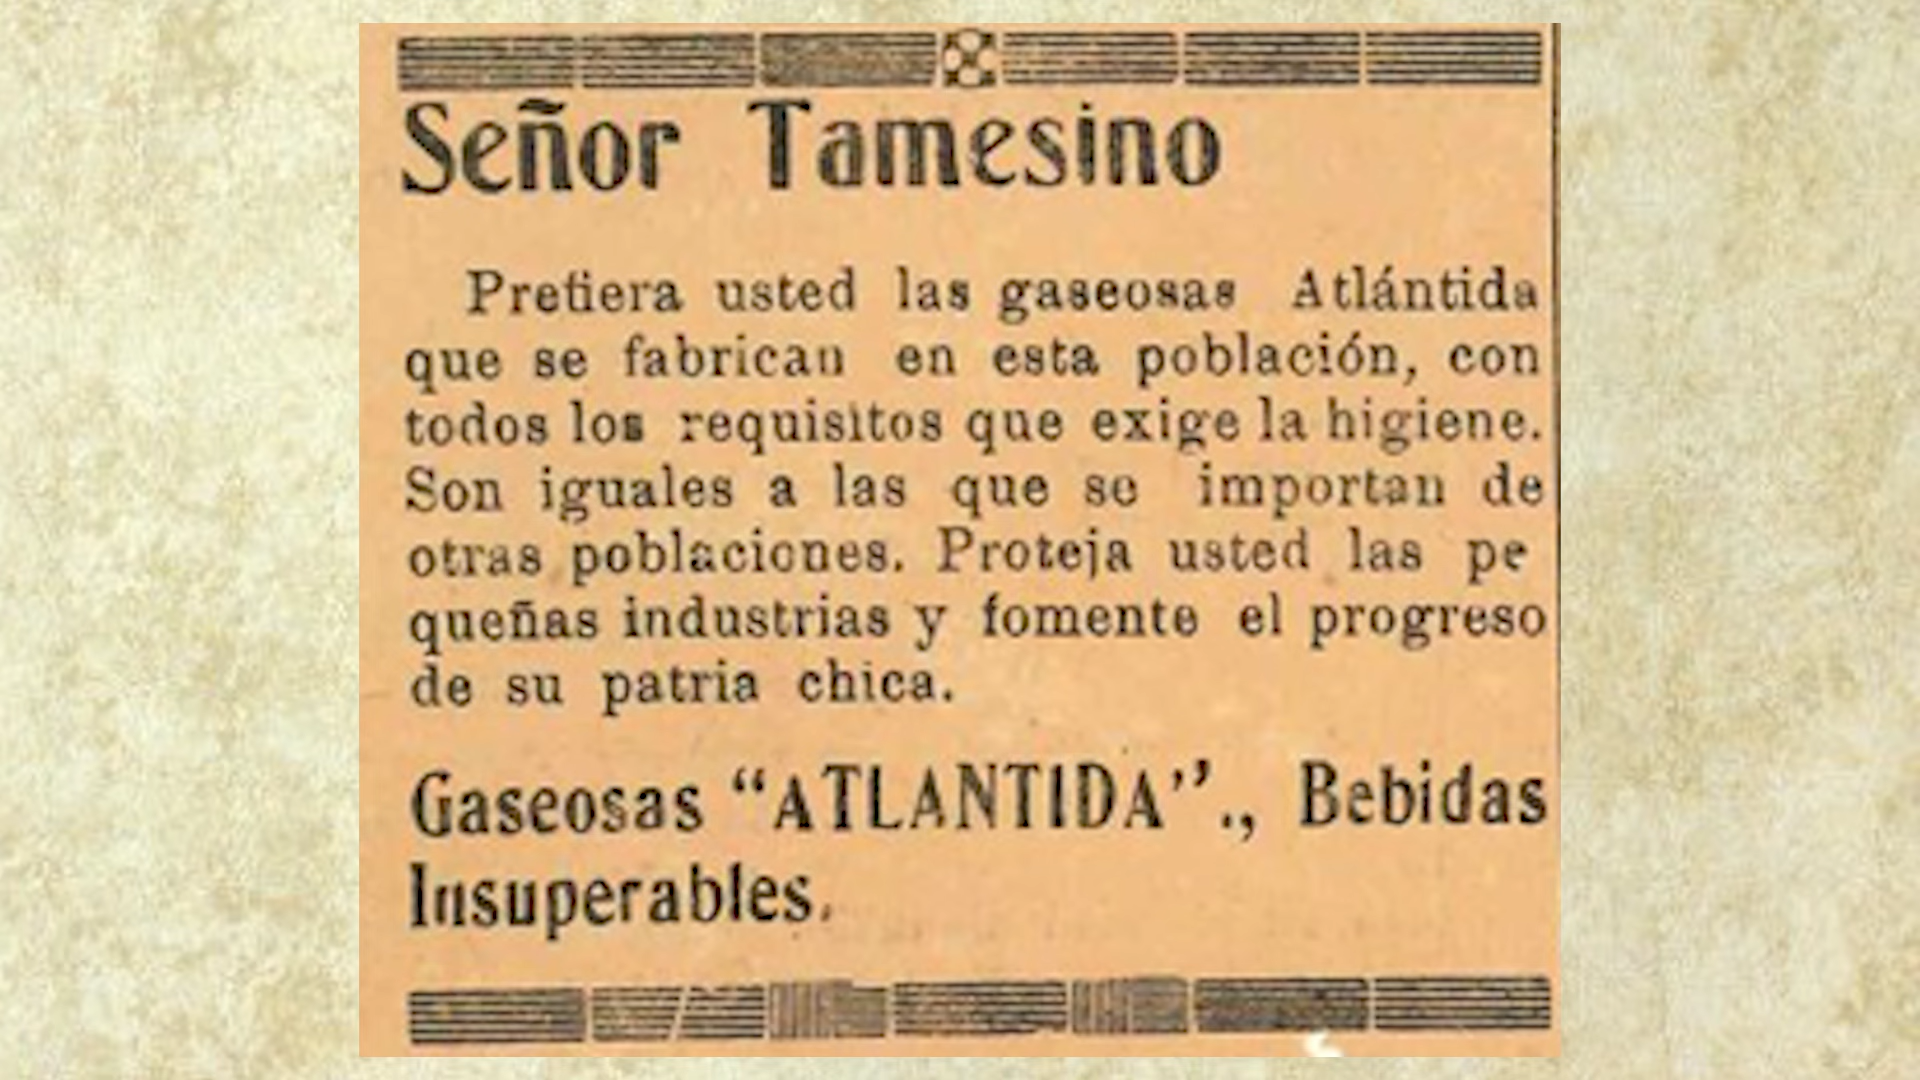 Señor Tamesino
Prefiera usted las gaseosas Atlántida
que se fabrican en esta población, con
todos los requisitos que exige la higiene.
Son iguales a las que se importan de
otras poblaciones. Proteja usted las pe
queñas industrias y fomente el progreso
de su patria chica.
Gaseosas “ATLANTIDA”., Bebidas
Insuperables.